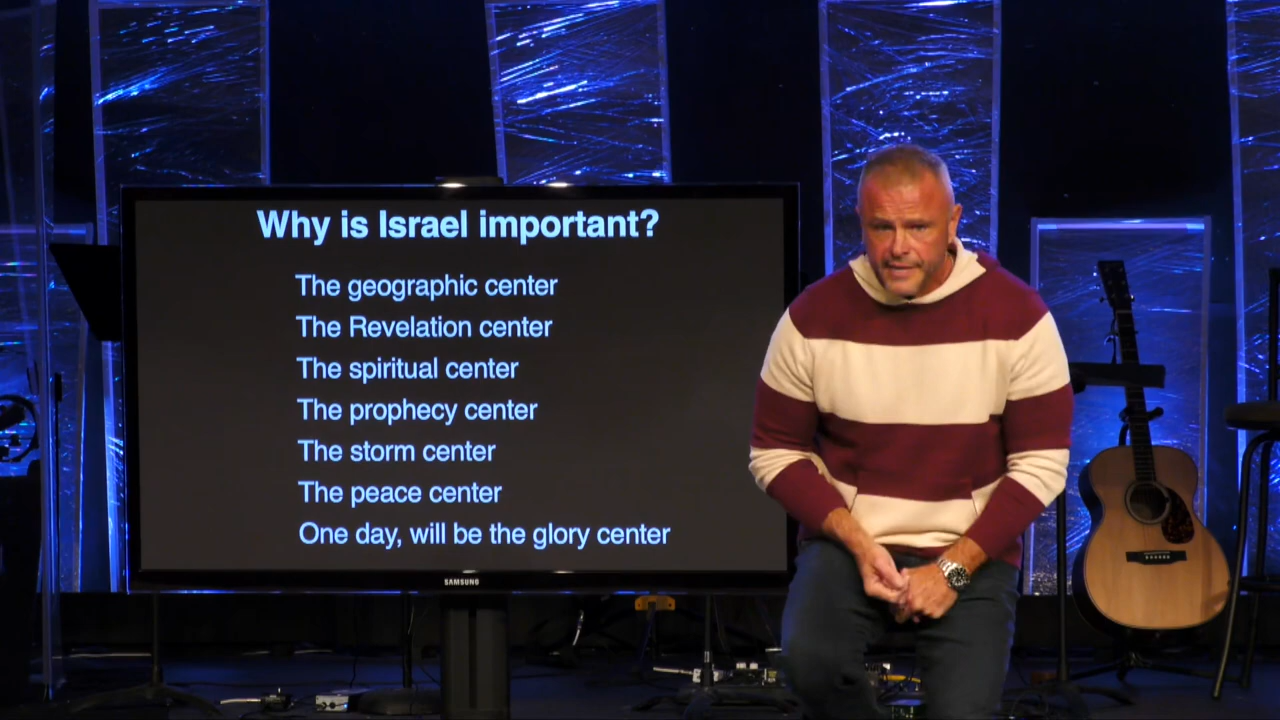 Why is Israel important?
The geographic center
The Revelation center
The spiritual center
The prophecy center
The storm center
The peace center
One day, will be the glory center
SAMSUNG